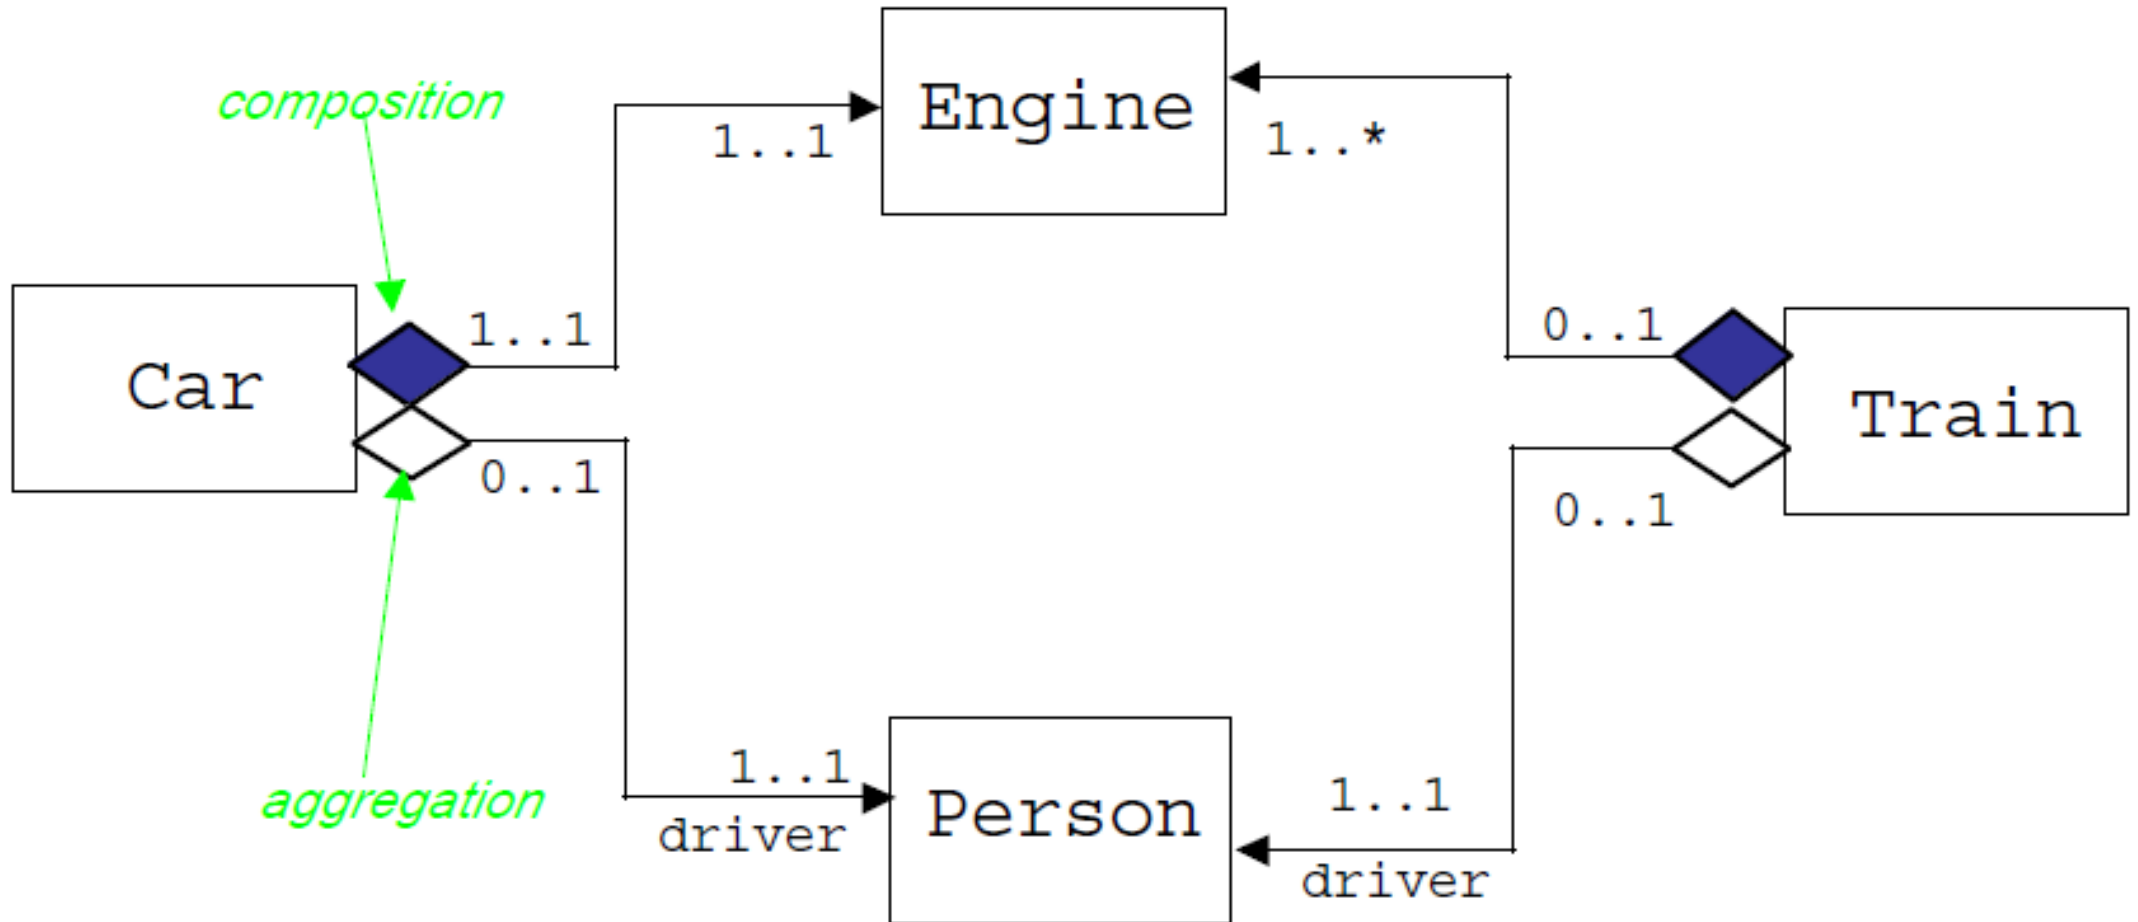 composition
Engine
1..1
1..*
Car
1..1
0..1
Train
0..1
0..1
1..1
driver
Person
1..1
driver
aggregation